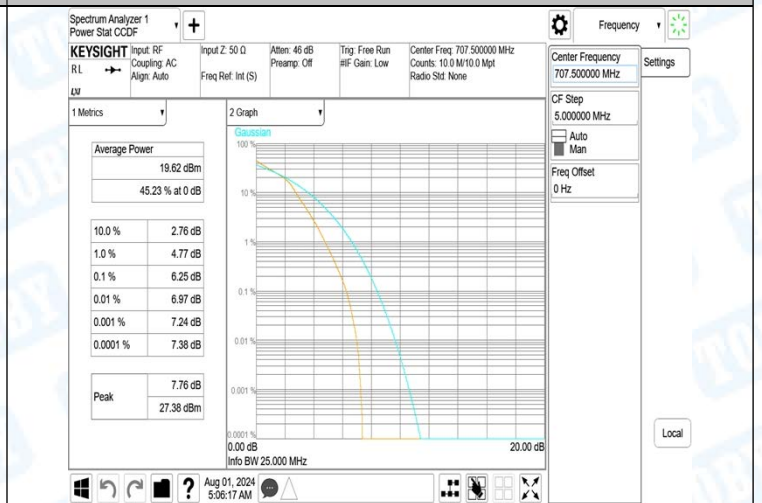 Spectrum Analyzer 1
Power Stat CCDF
Frequency
KEYSIGHT
RL
LXI
Input: RF
Coupling: AC
Align: Auto
Input Z: 50 Ω
Freq Ref: Int (S)
Atten: 46 dB
Preamp: Off
Trig: Free Run
#IF Gain: Low
Center Freq: 707.500000 MHz
Counts: 10.0 M/10.0 Mpt
Radio Std: None
Center Frequency
707.500000 MHz
Settings
CF Step
5.000000 MHz
Auto
Man
Freq Offset
0 Hz
1 Metrics
2 Graph
Average Power
19.62 dBm
45.23 % at 0 dB
10.0 % 2.76 dB
1.0 % 4.77 dB
0.1 % 6.25 dB
0.01 % 6.97 dB
0.001 % 7.24 dB
0.0001 % 7.38 dB
Peak
7.76 dB
27.38 dBm
Gaussian
100 %
10 %
1 %
0.1 %
0.01 %
0.001 %
0.0001 %
0.00 dB
20.00 dB
Info BW 25.000 MHz
Local
Aug 01, 2024
5:06:17 AM
TOBY